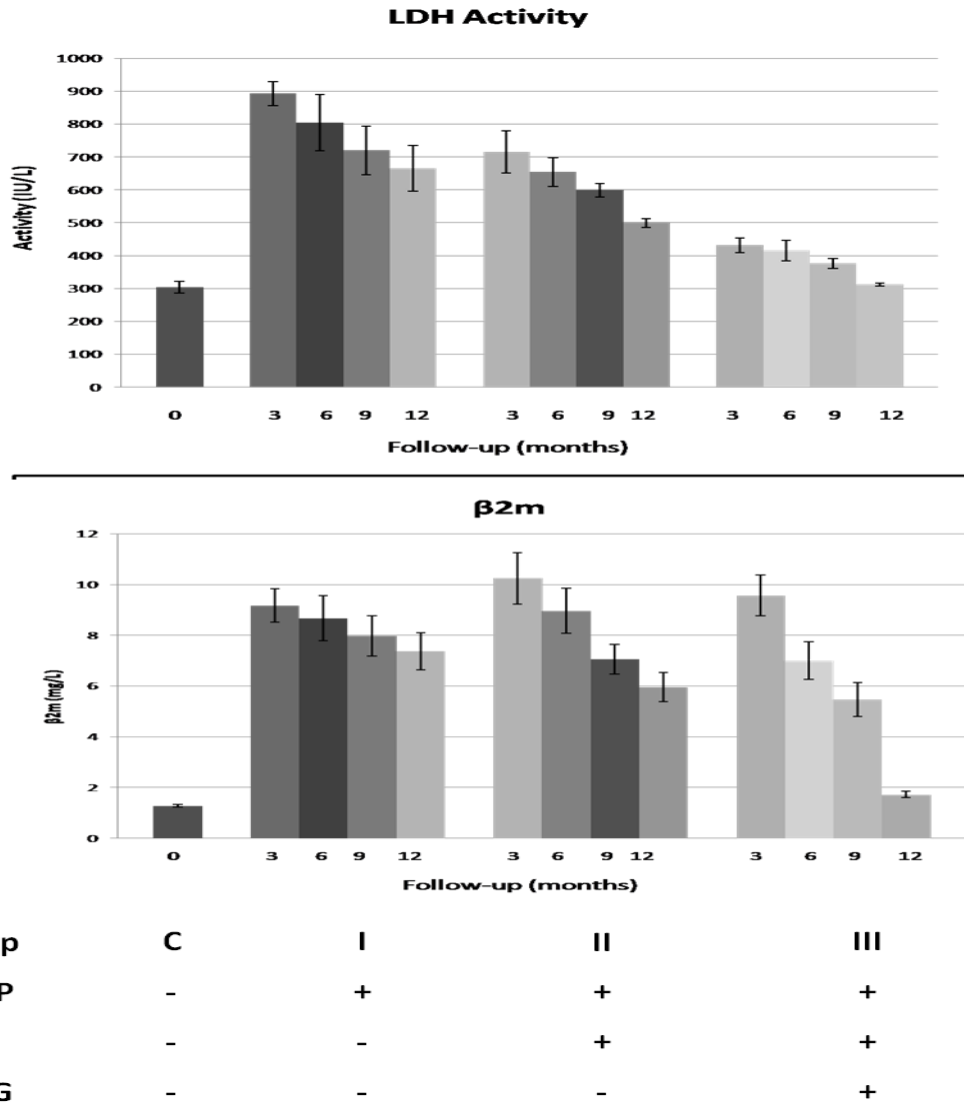 LDH Activity
1000
900
800
700
600
500
400
300
200
100
0
Activity (IU/L)
0 3 6 9 12 3 6 9 12 3 6 9 12
Follow-up (months)
β2m
12
10
8
6
4
2
0
β2m (mg/L)
0 3 6 9 12 3 6 9 12 3 6 9 12
Follow-up (months)
p C I II III
P - + + +
- - + +
G - - - +